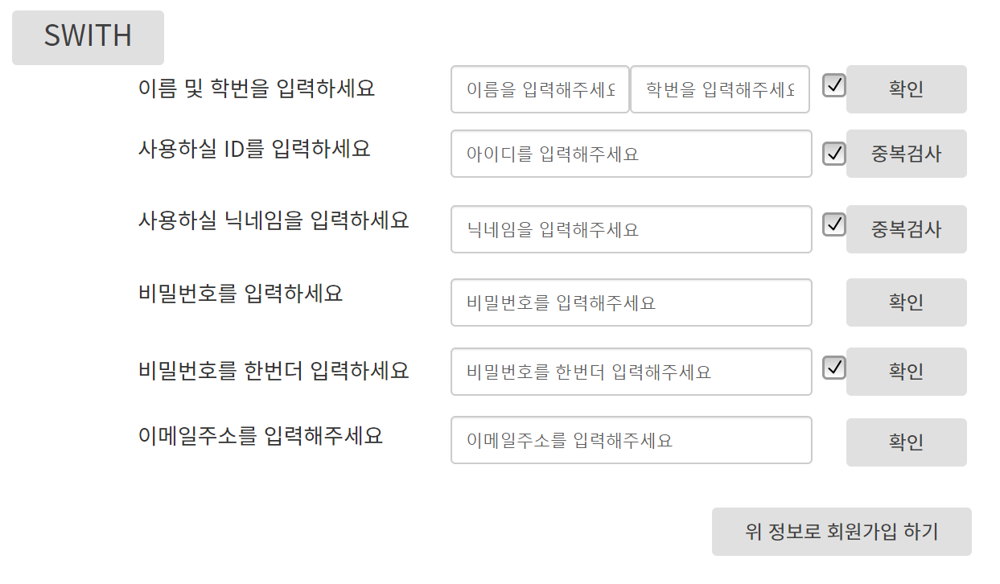 SWITH
이름 및 학번을 입력하세요 이름을 입력해주세요 학번을 입력해주세요 확인
사용하실 ID를 입력하세요 아이디를 입력해주세요 중복검사
사용하실 닉네임을 입력하세요 닉네임을 입력해주세요 중복검사
비밀번호를 입력하세요 비밀번호를 입력해주세요 확인
비밀번호를 한번더 입력하세요 비밀번호를 한번더 입력해주세요 확인
이메일주소를 입력해주세요 이메일주소를 입력해주세요 확인
위 정보로 회원가입 하기